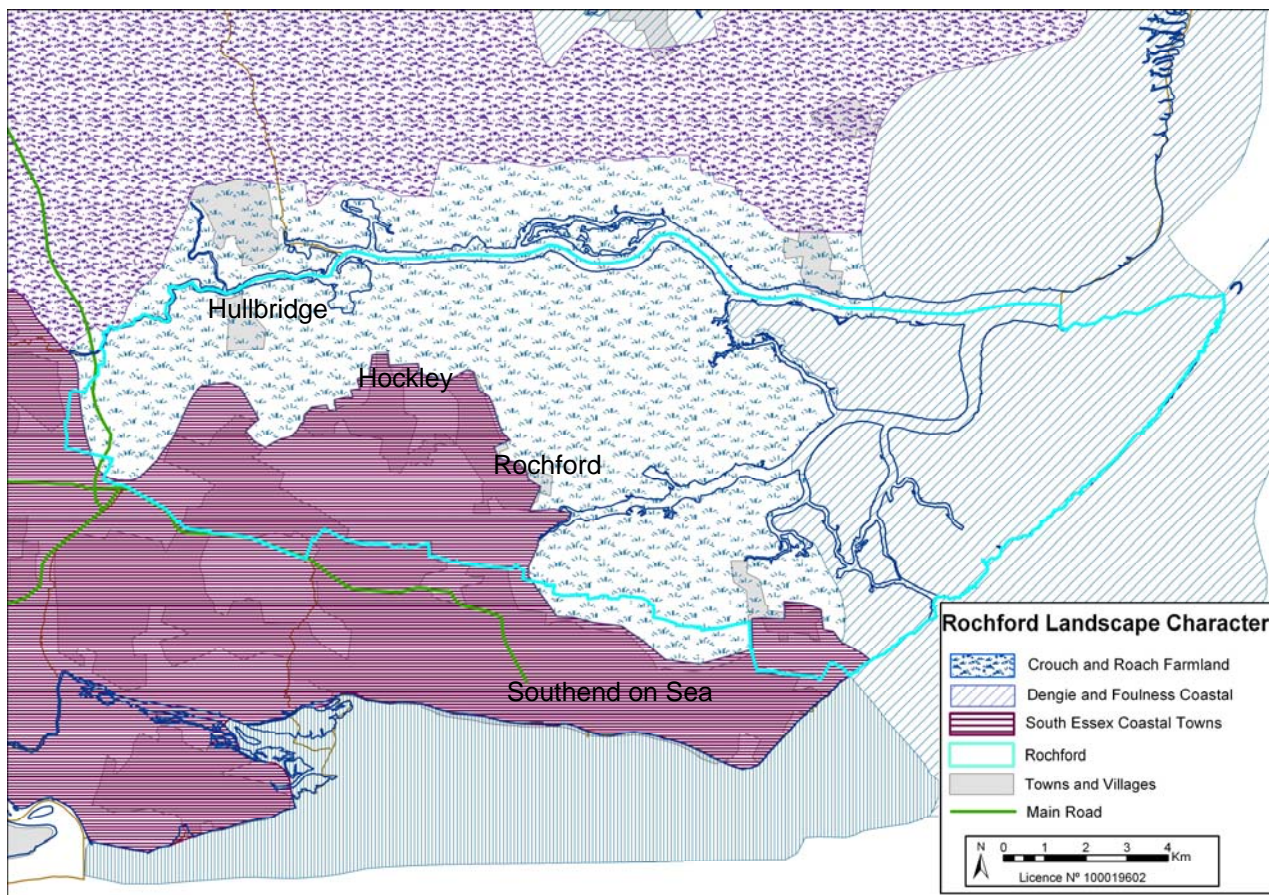 Hullbridge
Hockley
Rochford
Southend on Sea
Rochford Landscape Character
Crouch and Roach Farmland
Dengie and Foulness Coastal
South Essex Coastal Towns
Rochford
Towns and Villages
Main Road
N 0 1 2 3 4 Km
Licence Nº 100019602